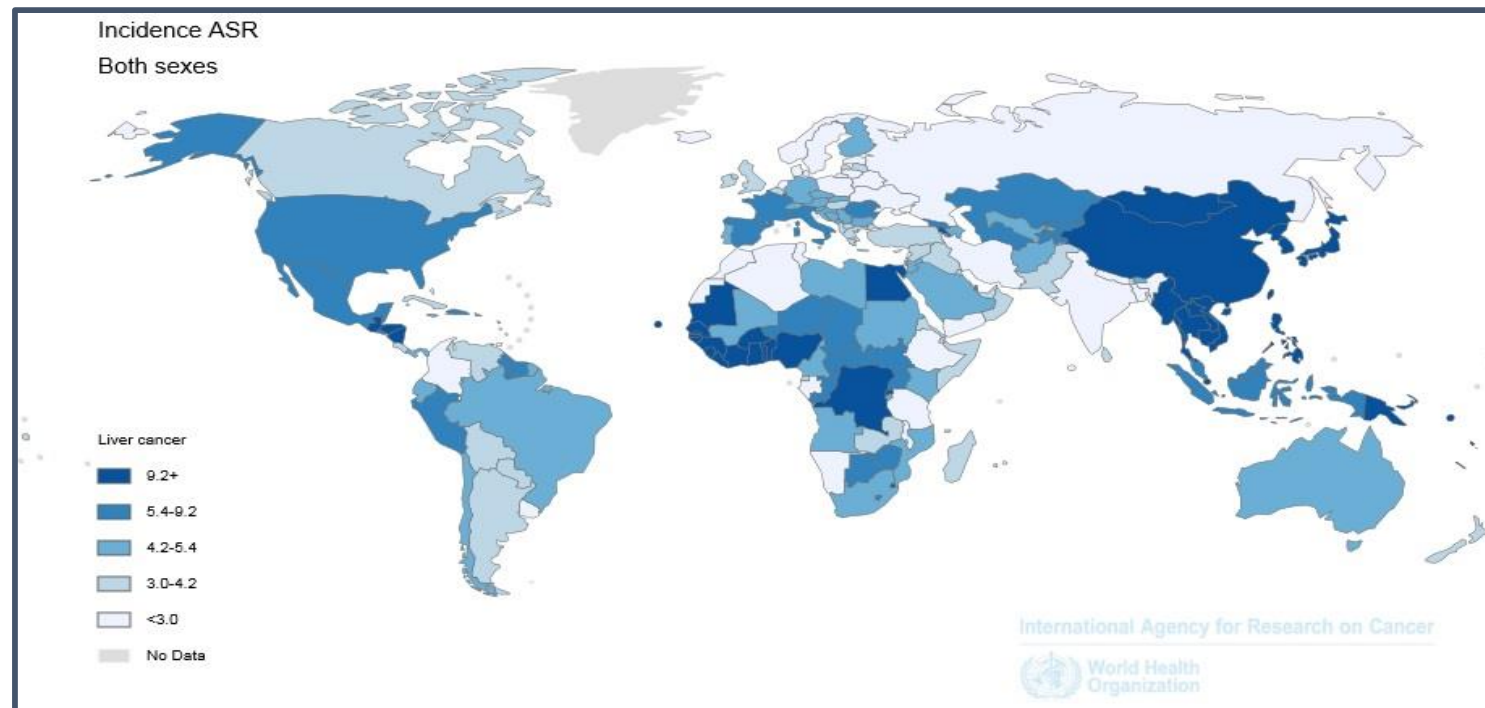 Incidence ASR
Both sexes
Liver cancer
9.2+
5.4-9.2
4.2-5.4
3.0-4.2
<3.0
No Data
International Agency for Research on Cancer
World Health
Organization